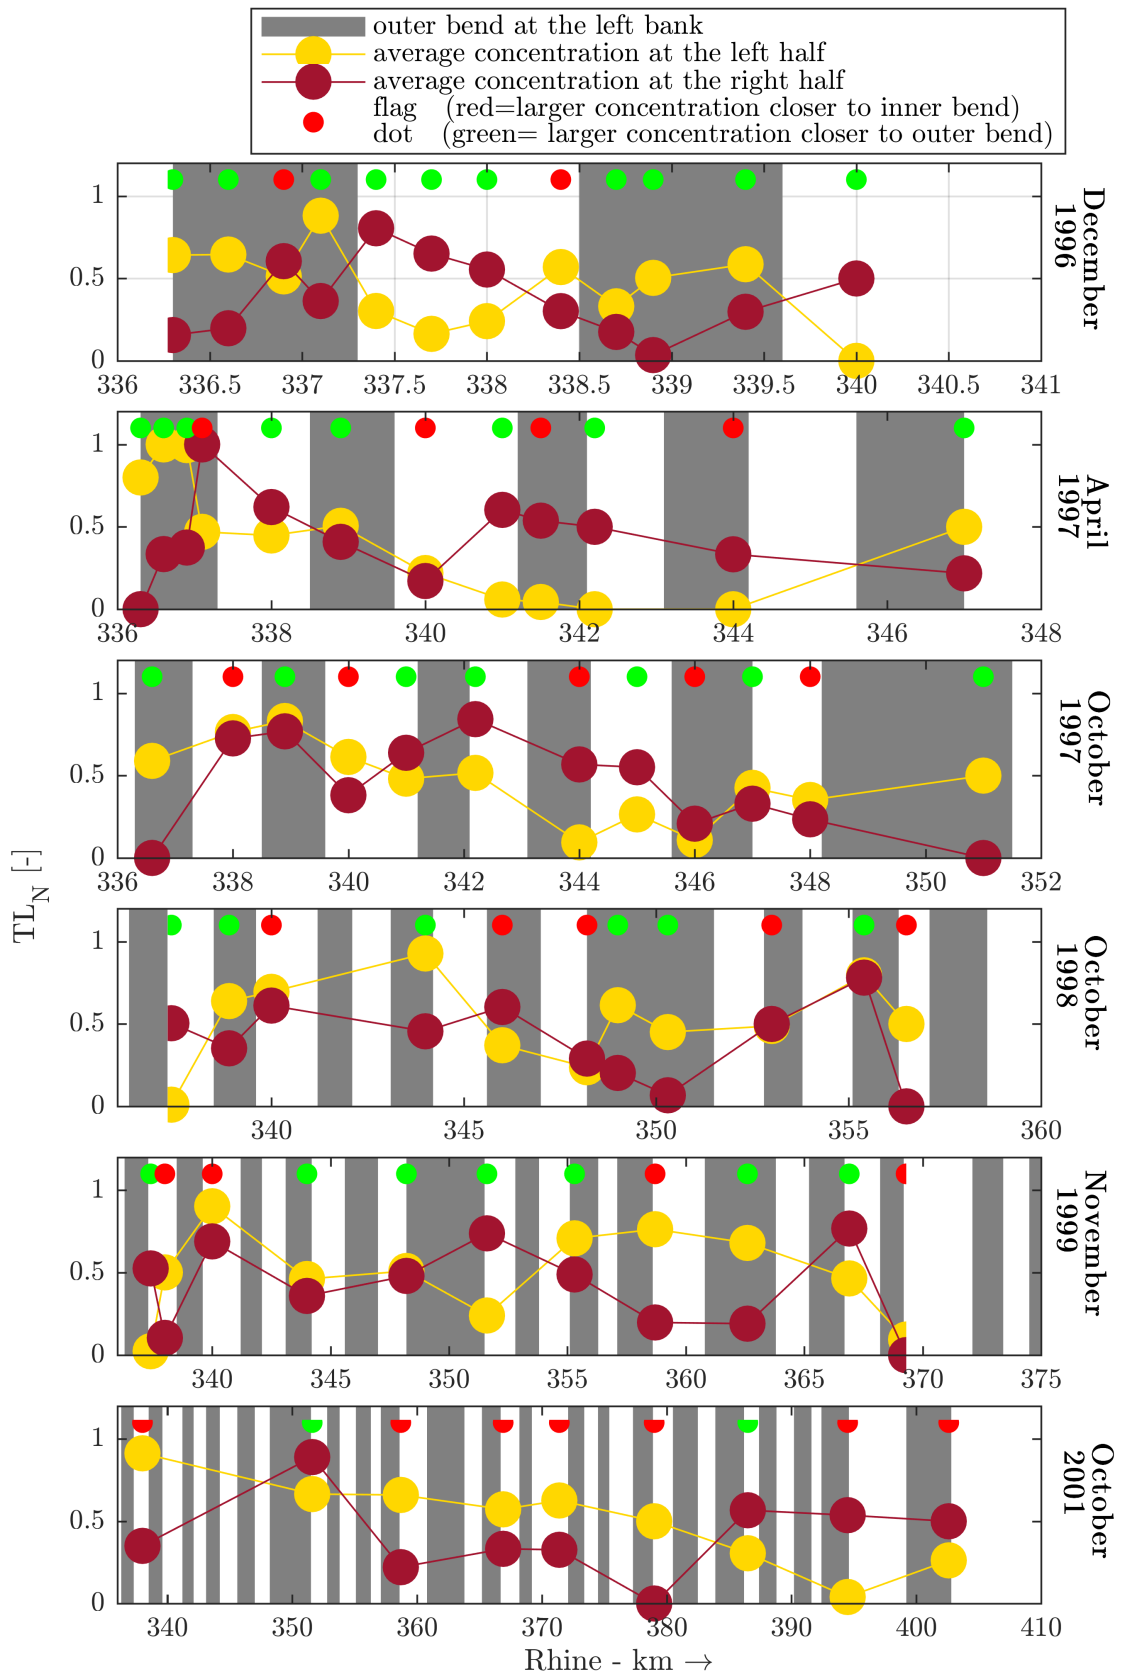 outer bend at the left bank
average concentration at the left half
average concentration at the right half
flag (red=larger concentration closer to inner bend)
dot (green= larger concentration closer to outer bend)
1
0.5
0
336 336.5 337 337.5 338 338.5 339 339.5 340 340.5 341
December
1996
1
0.5
0
336 338 340 342 344 346 348
April
1997
1
0.5
0
336 338 340 342 344 346 348 350 352
October
1997
TL_N [-]
1
0.5
0
340 345 350 355 360
October
1998
1
0.5
0
340 345 350 355 360 365 370 375
November
1999
1
0.5
0
340 350 360 370 380 390 400 410
October
2001
Rhine - km →